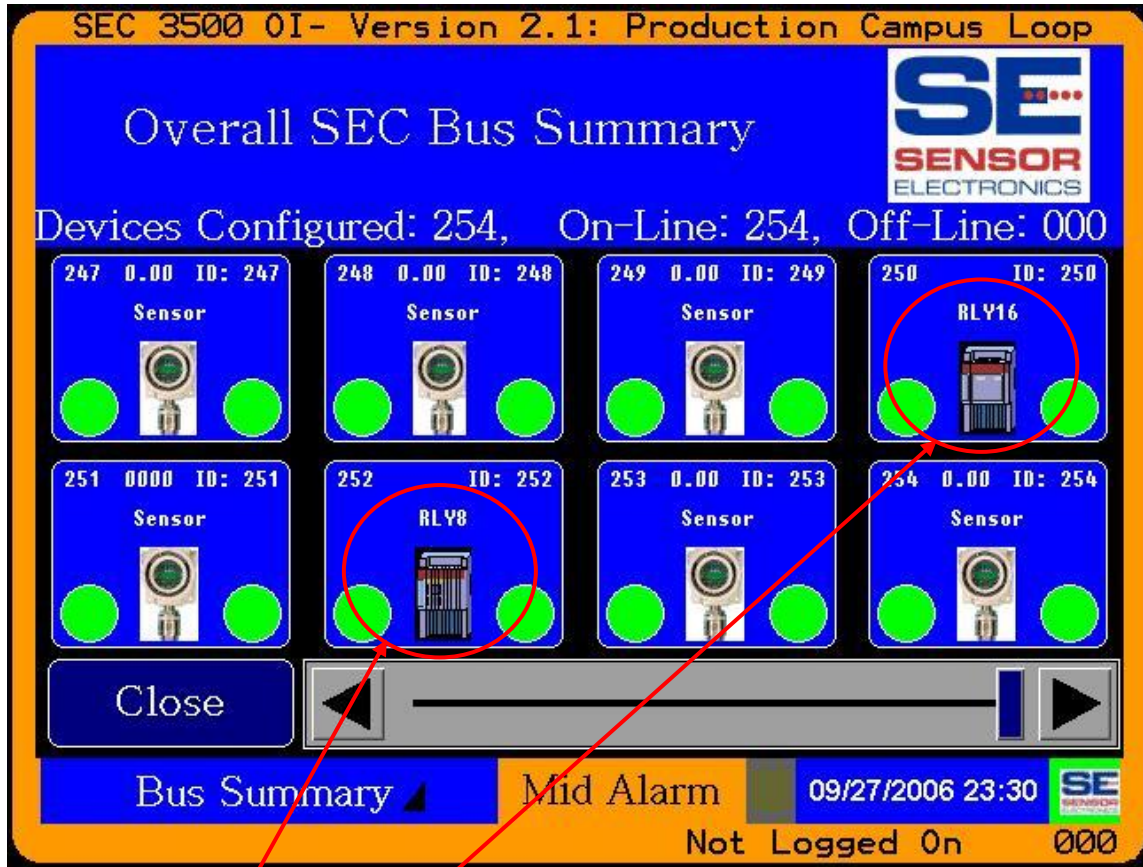 SEC 3500 OI- Version 2.1: Production Campus Loop
Overall SEC Bus Summary
SE
SENSOR
ELECTRONICS
Devices Configured: 254, On-Line: 254, Off-Line: 000
247 0.00 ID: 247
Sensor
248 0.00 ID: 248
Sensor
249 0.00 ID: 249
Sensor
250 ID: 250
RLY16
251 0000 ID: 251
Sensor
252 ID: 252
RLY8
253 0.00 ID: 253
Sensor
254 0.00 ID: 254
Sensor
Close
Bus Summary
Mid Alarm
09/27/2006 23:30
SE
SENSOR
Not Logged On 000